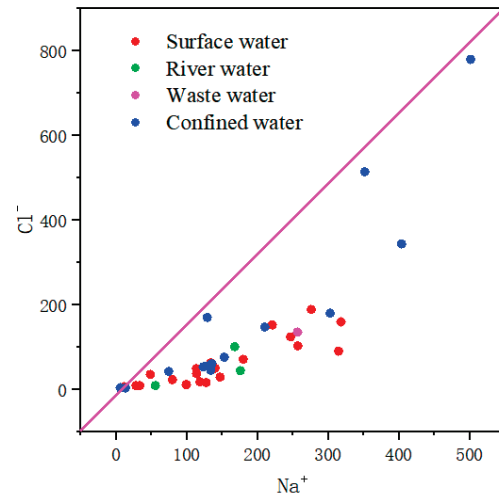 Surface water
River water
Waste water
Confined water
800
600
400
200
0
Cl⁻
0 100 200 300 400 500
Na⁺